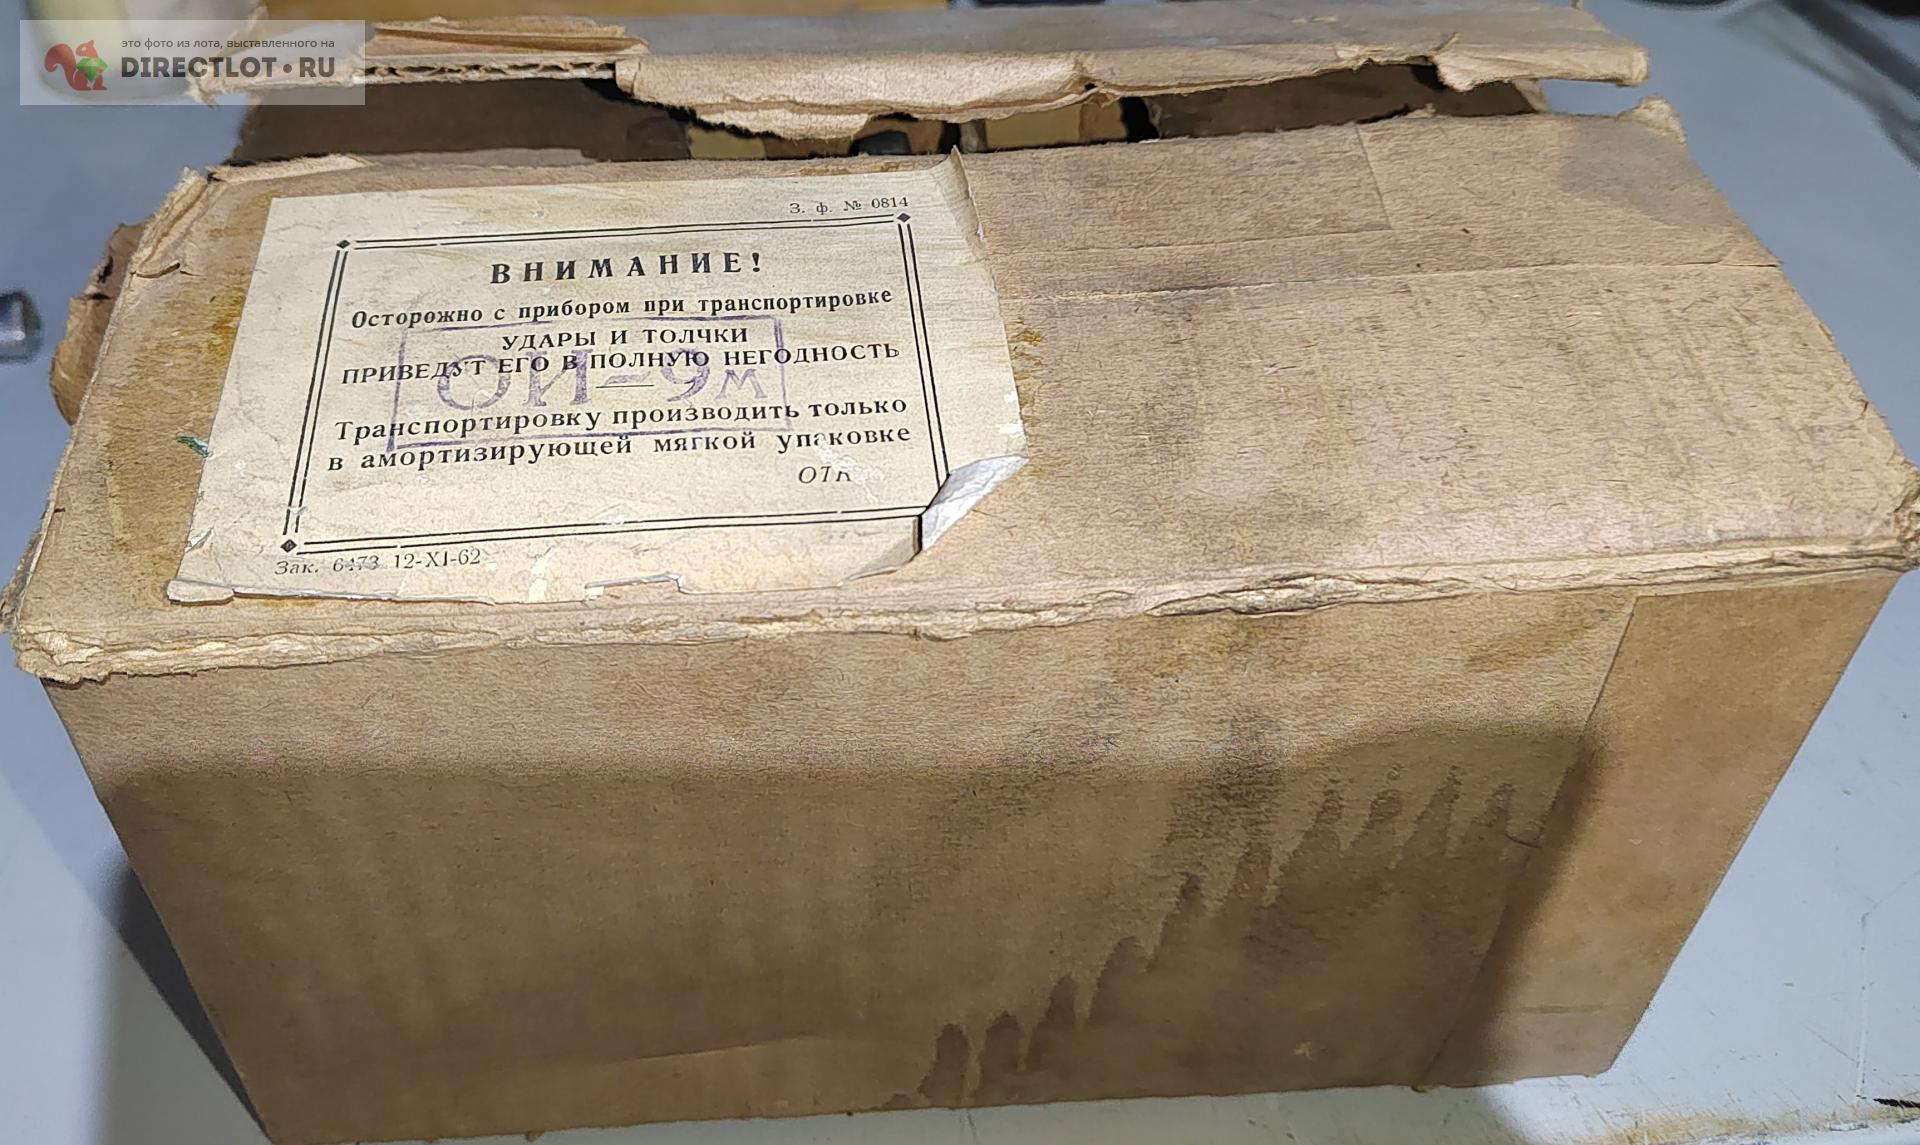 это фото из лота, выставленного на
DIRECTLOT•RU
З. ф. № 0814
ВНИМАНИЕ!
Осторожно с прибором при транспортировке
УДАРЫ И ТОЛЧКИ
ПРИВЕДУТ ЕГО В ПОЛНУЮ НЕГОДНОСТЬ
ОИ-9м
Транспортировку производить только
в амортизирующей мягкой упаковке
ОТК
Зак. 6473 12-XI-62